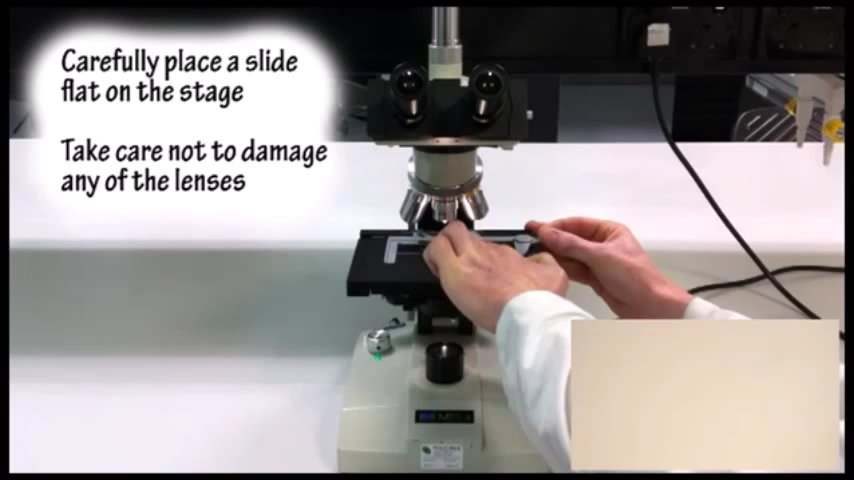 Carefully place a slide
flat on the stage
Take care not to damage
any of the lenses